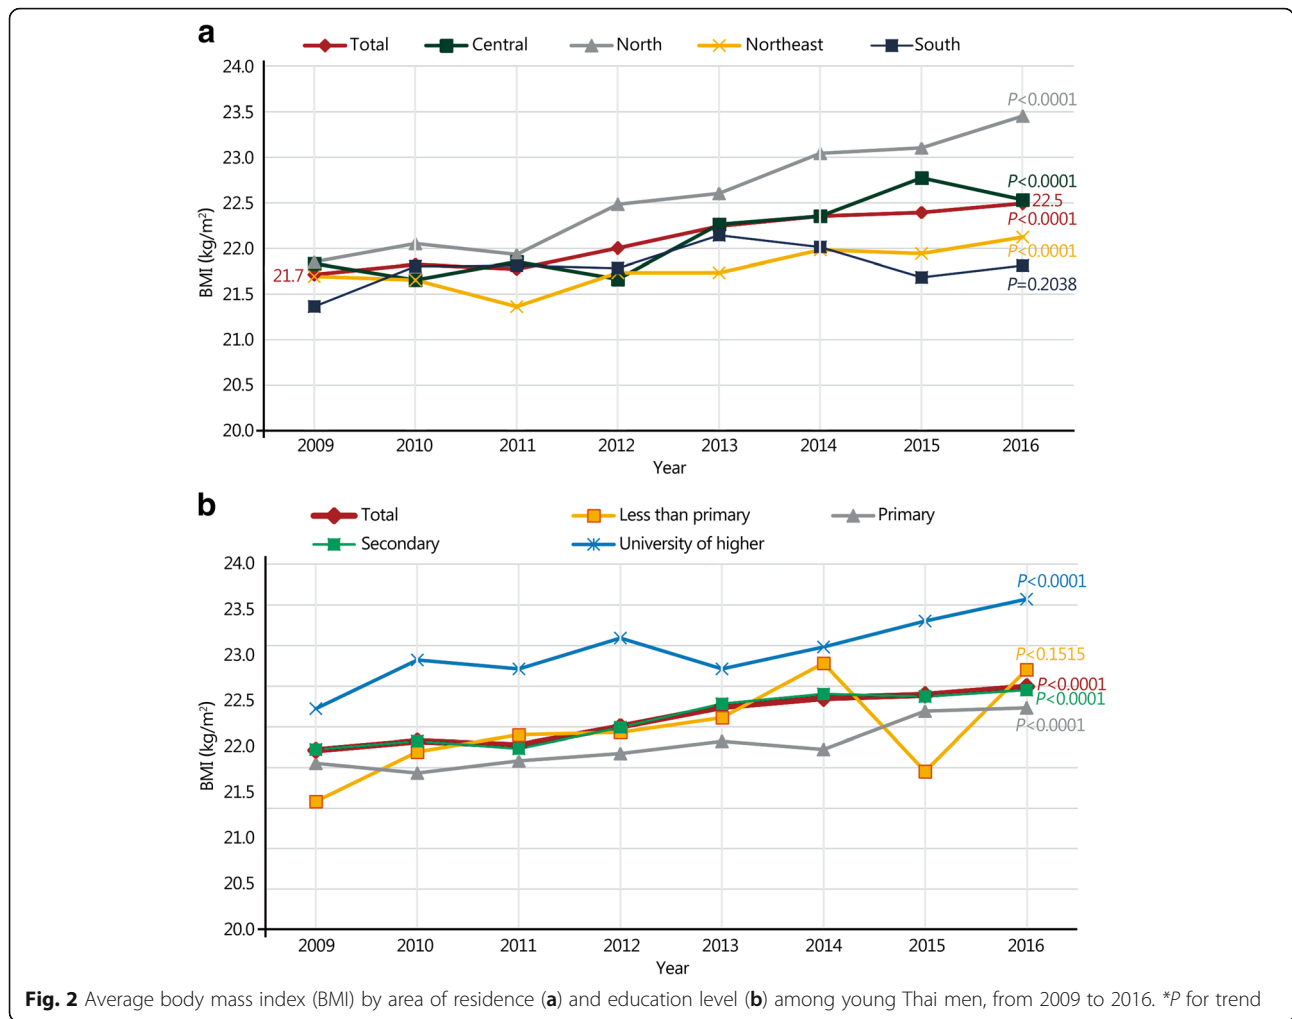 a
Total Central North Northeast South
24.0
23.5
23.0
22.5
22.0
21.5
21.0
20.5
20.0
BMI (kg/m²)
P<0.0001
P<0.0001
22.5
P<0.0001
P<0.0001
P=0.2038
21.7
2009 2010 2011 2012 2013 2014 2015 2016
Year
b
Total Less than primary Primary
Secondary University of higher
24.0
23.5
23.0
22.5
22.0
21.5
21.0
20.5
20.0
BMI (kg/m²)
P<0.0001
P<0.1515
P<0.0001
P<0.0001
P<0.0001
2009 2010 2011 2012 2013 2014 2015 2016
Year
Fig. 2 Average body mass index (BMI) by area of residence (a) and education level (b) among young Thai men, from 2009 to 2016. *P for trend